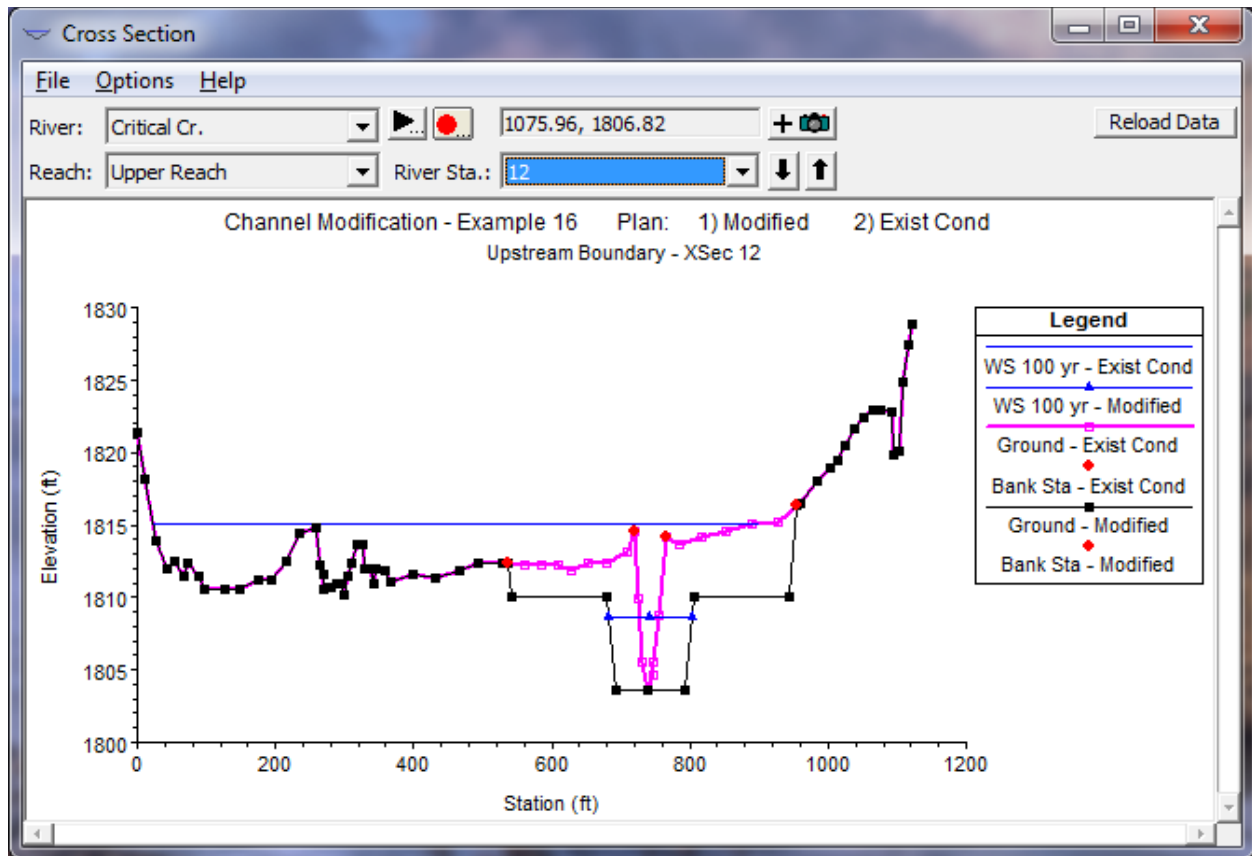 Cross Section
X
File Options Help
River: Critical Cr. 1075.96, 1806.82 Reload Data
Reach: Upper Reach River Sta.: 12
Channel Modification - Example 16 Plan: 1) Modified 2) Exist Cond
Upstream Boundary - XSec 12
1830
1825
1820
1815
1810
1805
1800
Elevation (ft)
0 200 400 600 800 1000 1200
Station (ft)
Legend
WS 100 yr - Exist Cond
WS 100 yr - Modified
Ground - Exist Cond
Bank Sta - Exist Cond
Ground - Modified
Bank Sta - Modified